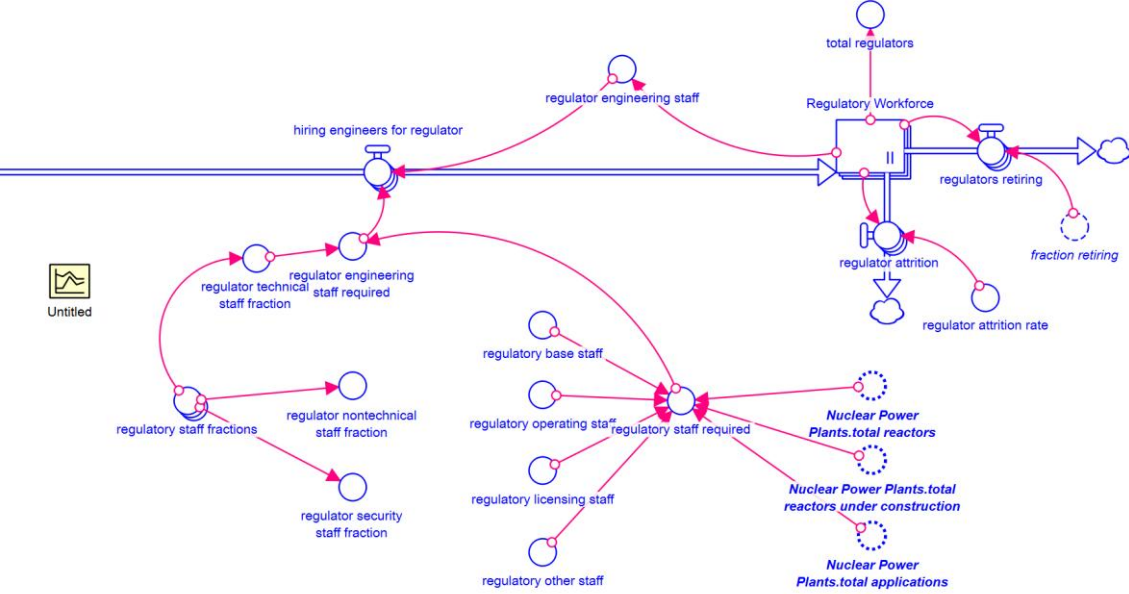 total regulators
regulator engineering staff
Regulatory Workforce
hiring engineers for regulator
regulators retiring
fraction retiring
regulator attrition
regulator technical
staff fraction
regulator engineering
staff required
Untitled
regulator attrition rate
regulatory base staff
regulatory operating staff
regulatory staff required
regulatory staff fractions
regulator nontechnical
staff fraction
Nuclear Power
Plants.total reactors
regulatory licensing staff
Nuclear Power Plants.total
reactors under construction
regulator security
staff fraction
regulatory other staff
Nuclear Power
Plants.total applications